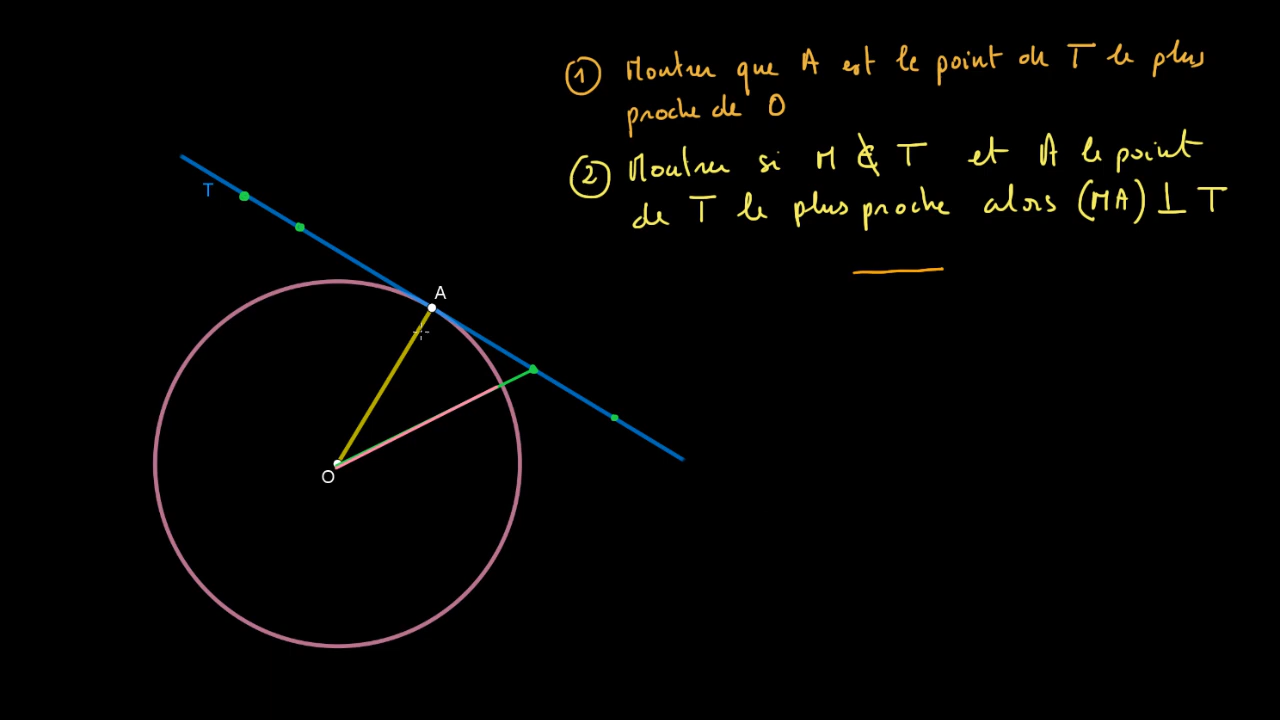 ① Montrer que A est le point de T le plus
proche de O
② Montrer si M ∉ T et A le point
de T le plus proche alors (MA) ⊥ T
T
A
O